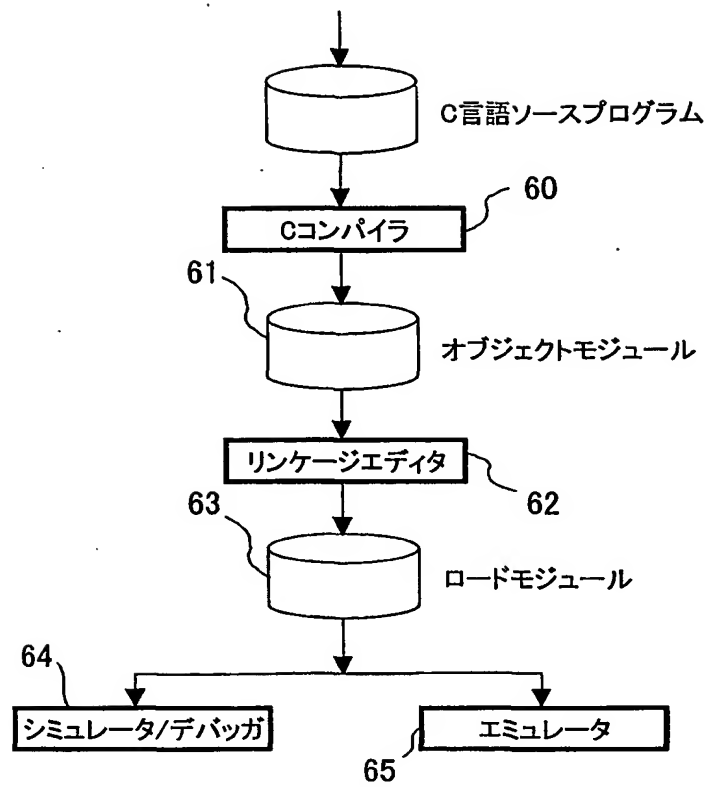 C言語ソースプログラム
60
Cコンパイラ
61
オブジェクトモジュール
リンケージエディタ
62
63
ロードモジュール
64
シミュレータ/デバッガ
エミュレータ
65